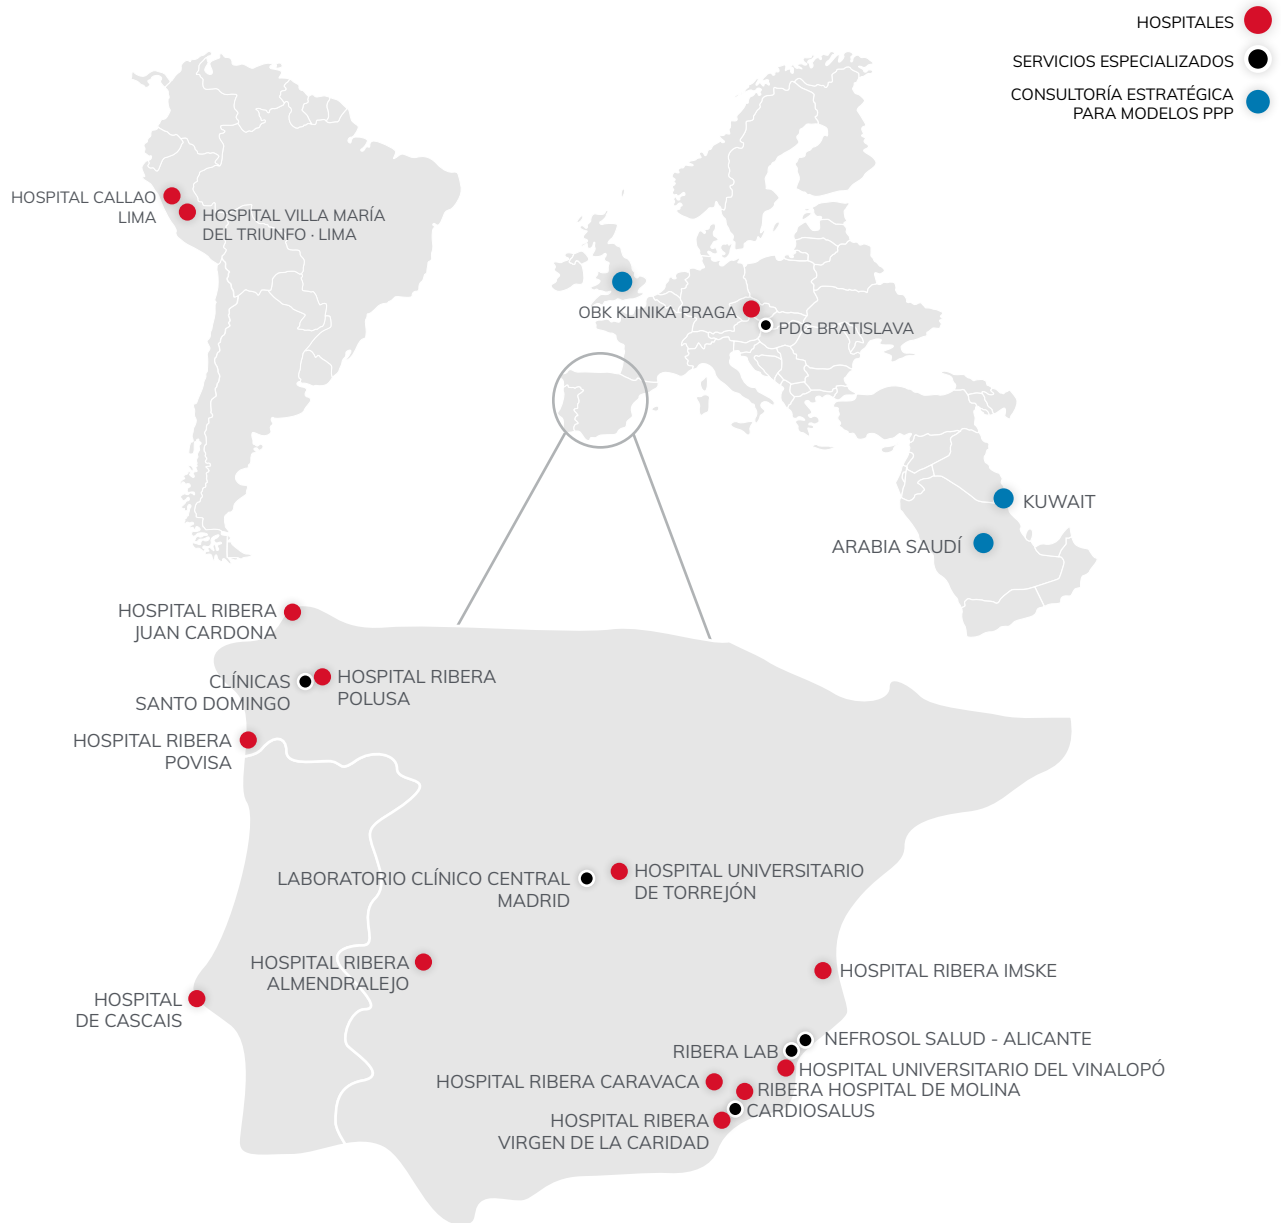 HOSPITALES
SERVICIOS ESPECIALIZADOS
CONSULTORÍA ESTRATÉGICA
PARA MODELOS PPP
HOSPITAL CALLAO
LIMA
HOSPITAL VILLA MARÍA
DEL TRIUNFO · LIMA
OBK KLINIKA PRAGA
PDG BRATISLAVA
KUWAIT
ARABIA SAUDÍ
HOSPITAL RIBERA
JUAN CARDONA
CLÍNICAS
SANTO DOMINGO
HOSPITAL RIBERA
POLUSA
HOSPITAL RIBERA
POVISA
LABORATORIO CLÍNICO CENTRAL
MADRID
HOSPITAL UNIVERSITARIO
DE TORREJÓN
HOSPITAL RIBERA
ALMENDRALEJO
HOSPITAL RIBERA IMSKE
HOSPITAL
DE CASCAIS
NEFROSOL SALUD - ALICANTE
RIBERA LAB
HOSPITAL UNIVERSITARIO DEL VINALOPÓ
HOSPITAL RIBERA CARAVACA
RIBERA HOSPITAL DE MOLINA
CARDIOSALUS
HOSPITAL RIBERA
VIRGEN DE LA CARIDAD